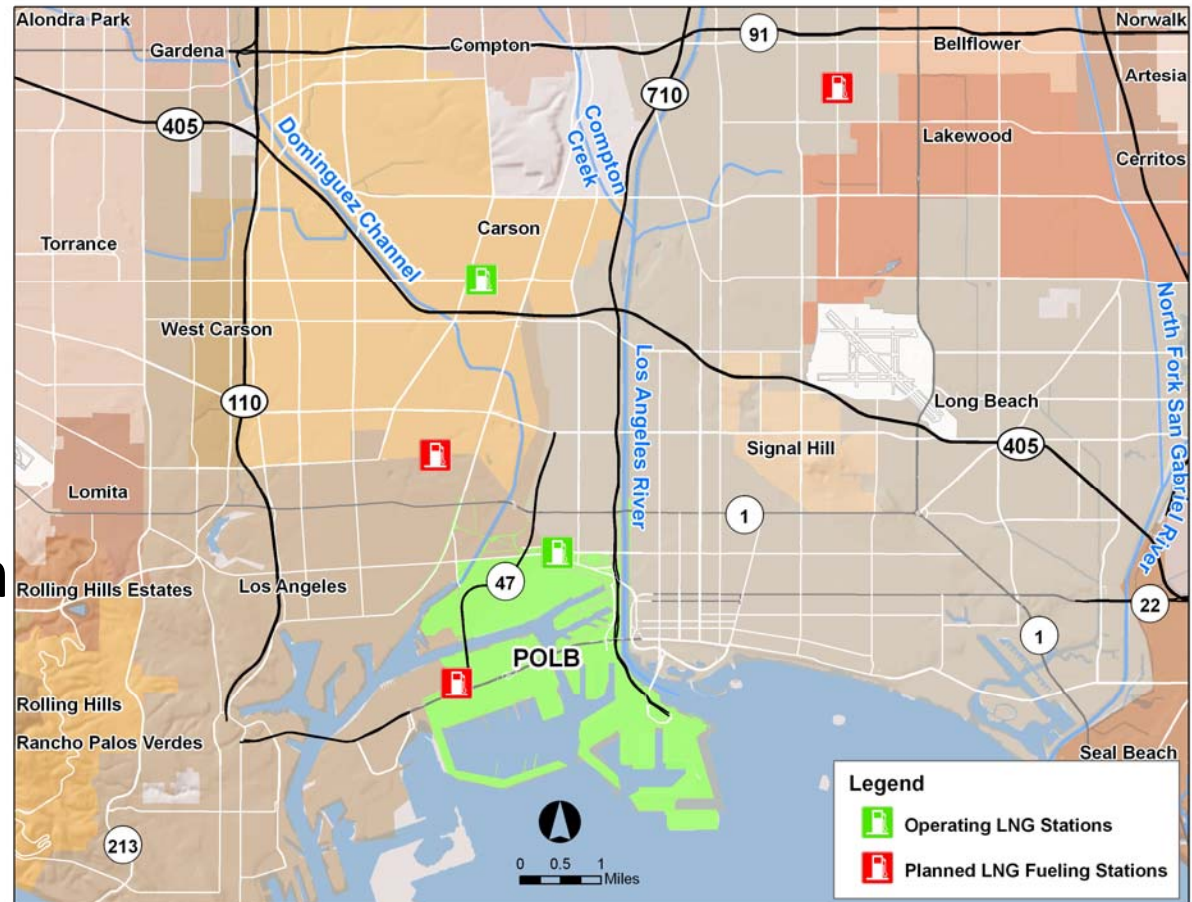 Alondra Park
Norwalk
Gardena
Compton
91
Bellflower
Artesia
710
405
Dominguez Channel
Compton Creek
Lakewood
Cerritos
Torrance
Carson
West Carson
Los Angeles River
North Fork San Gabriel River
110
Long Beach
Signal Hill
405
Lomita
1
n
Rolling Hills Estates
Los Angeles
47
22
1
POLB
Rolling Hills
Rancho Palos Verdes
Seal Beach
213
0 0.5 1
Miles
Legend
Operating LNG Stations
Planned LNG Fueling Stations